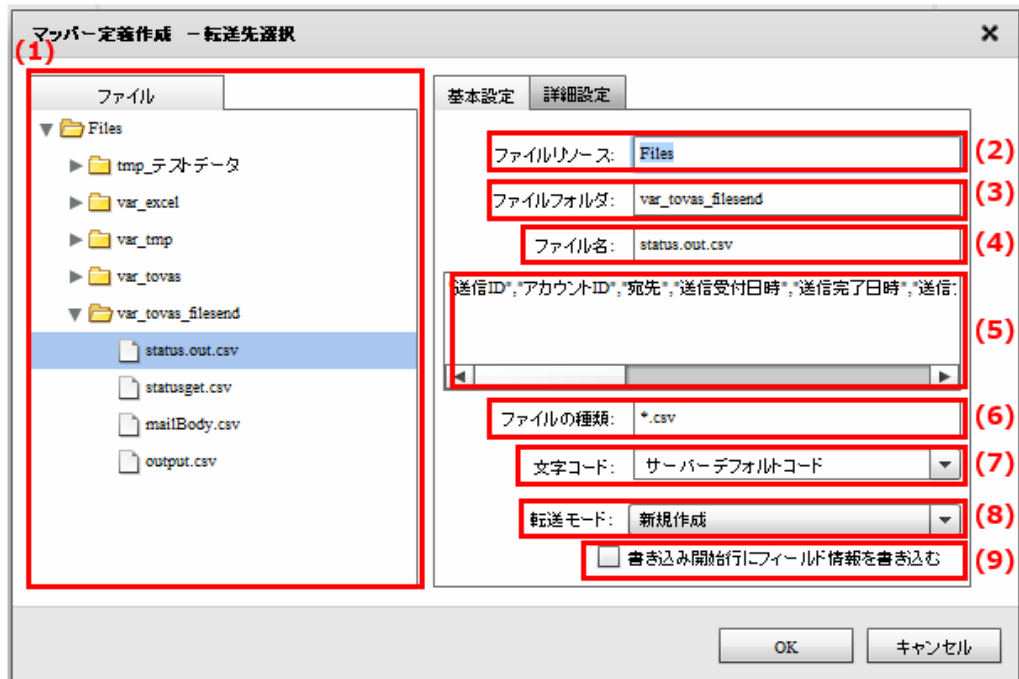 マッパー定義作成 －転送先選択
(1)
ファイル
Files
tmp_テストデータ
var_excel
var_tmp
var_tovas
var_tovas_filesend
status.out.csv
statusget.csv
mailBody.csv
output.csv
基本設定 詳細設定
ファイルリソース: Files (2)
ファイルフォルダ: var_tovas_filesend (3)
ファイル名: status.out.csv (4)
"送信ID","アカウントID","宛先","送信受付日時","送信完了日時","送信 (5)
ファイルの種類: *.csv (6)
文字コード: サーバーデフォルトコード (7)
転送モード: 新規作成 (8)
書き込み開始行にフィールド情報を書き込む (9)
OK キャンセル